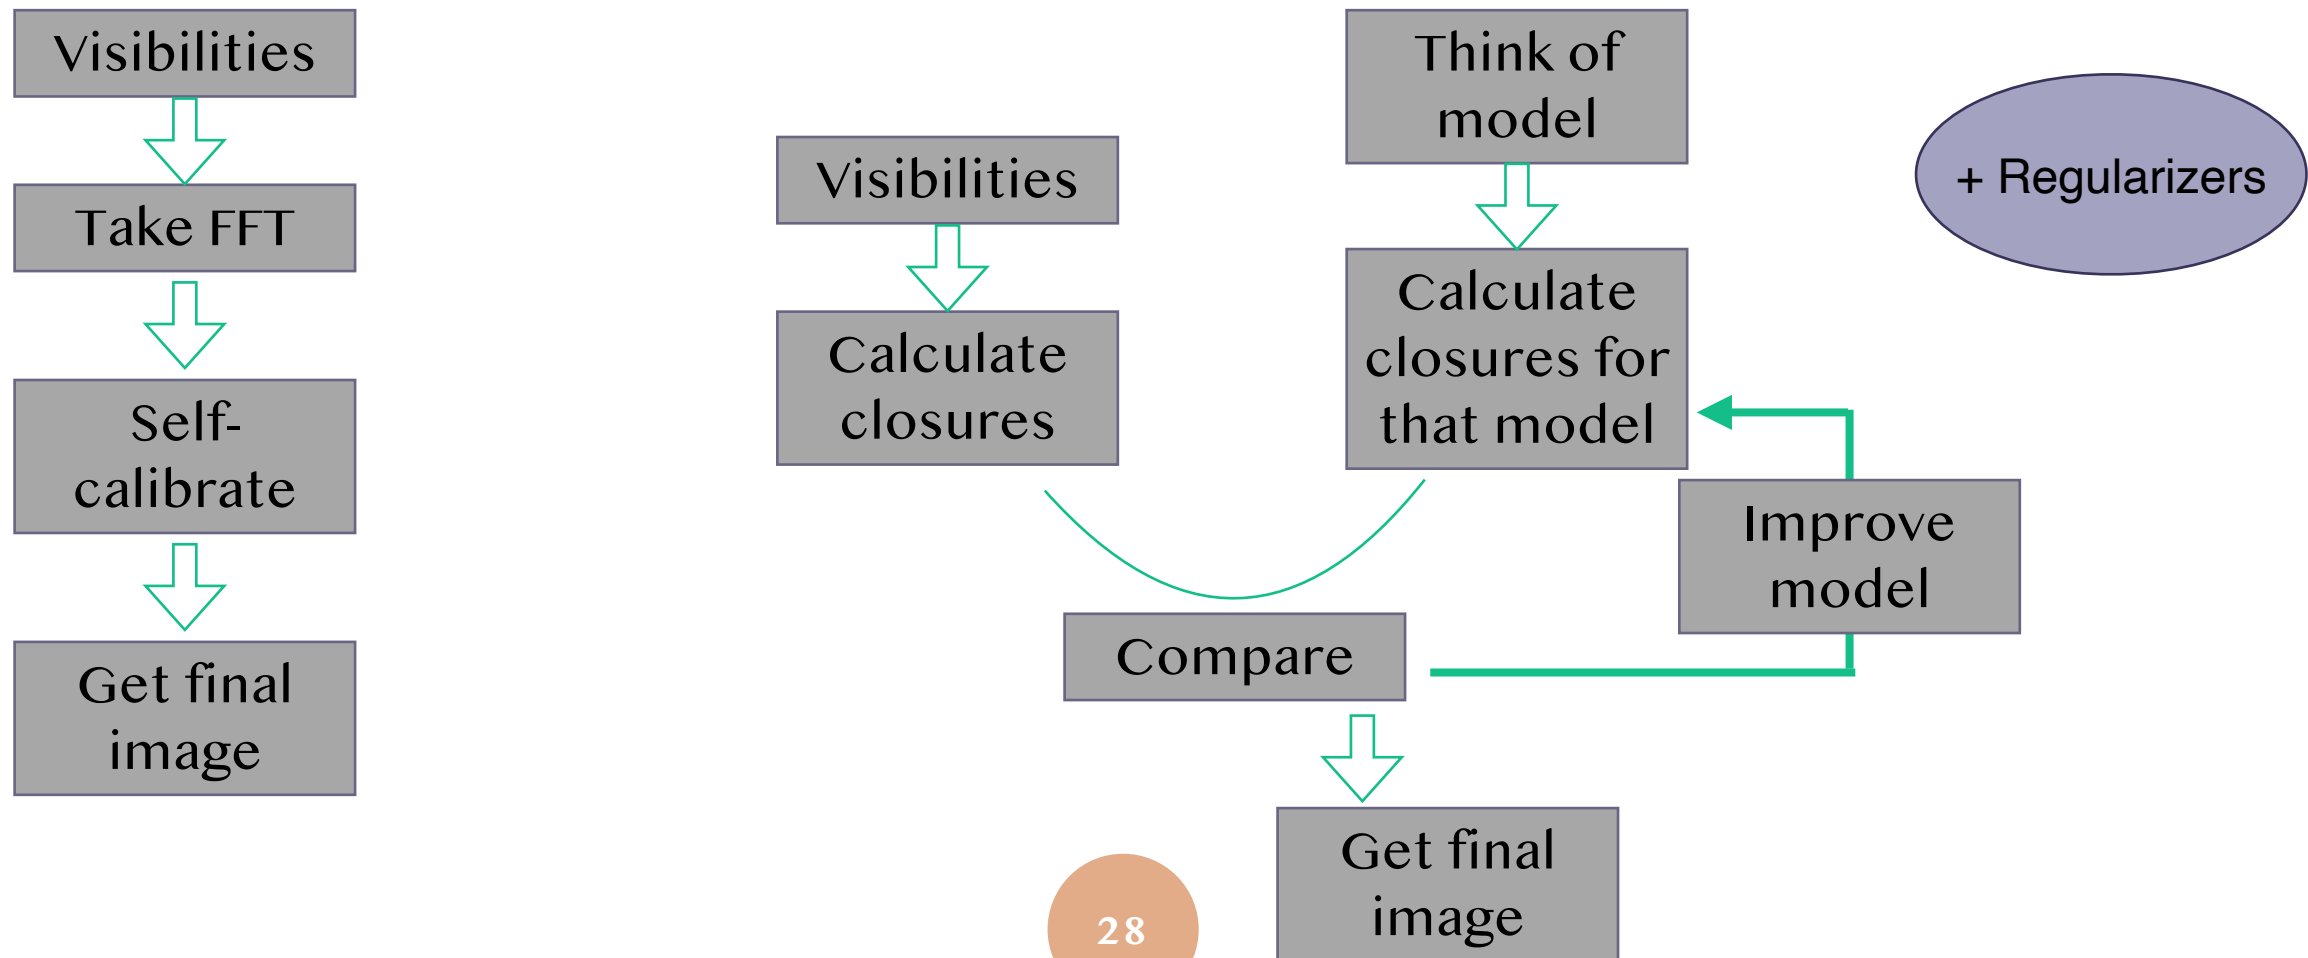 Visibilities
Take FFT
Self-
calibrate
Get final
image
Visibilities
Calculate
closures
Think of
model
Calculate
closures for
that model
Improve
model
Compare
Get final
image
+ Regularizers
28